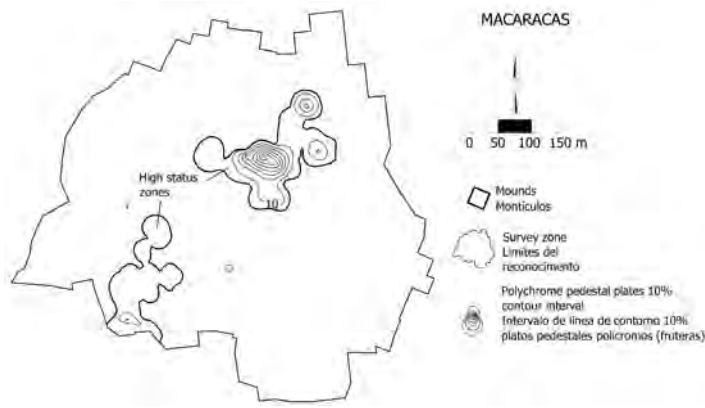 MACARACAS
0 50 100 150 m
High status
zones
10
Mounds
Montículos
Survey zone
Limites del
reconocimento
Polychrome pedestal plates 10%
contour interval
Intervalo de línea de contorno 10%
platos pedestales policromos (fruteras)